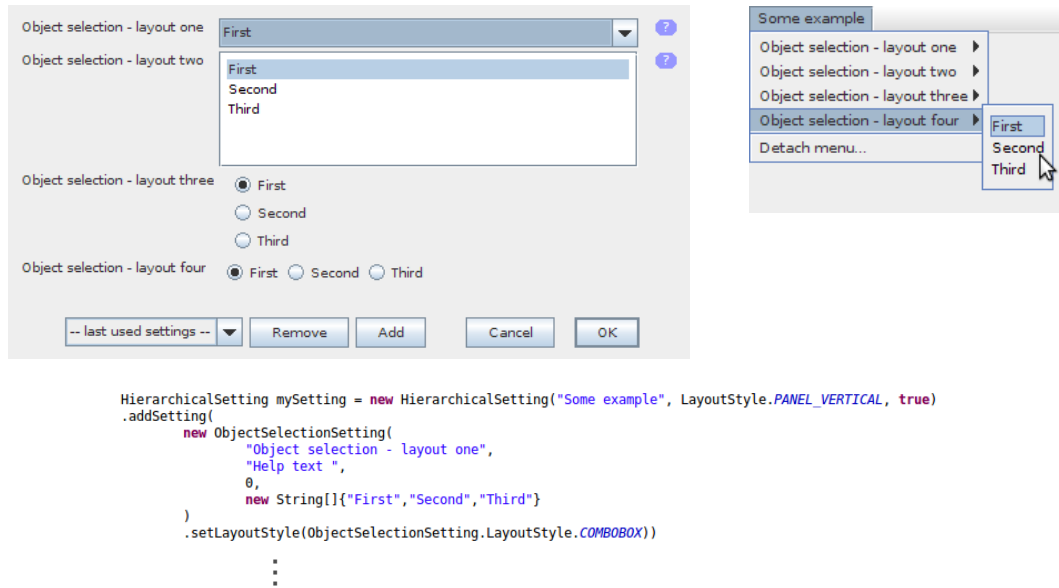 Object selection - layout one
First
?
Object selection - layout two
First
Second
Third
?
Object selection - layout three
First
Second
Third
Object selection - layout four
First Second Third
-- last used settings --
Remove
Add
Cancel
OK
Some example
Object selection - layout one
Object selection - layout two
Object selection - layout three
Object selection - layout four
Detach menu...
First
Second
Third
HierarchicalSetting mySetting = new HierarchicalSetting("Some example", LayoutStyle.PANEL_VERTICAL, true)
.addSetting(
new ObjectSelectionSetting(
"Object selection - layout one",
"Help text ",
0,
new String[]{"First","Second","Third"}
)
.setLayoutStyle(ObjectSelectionSetting.LayoutStyle.COMBOBOX))